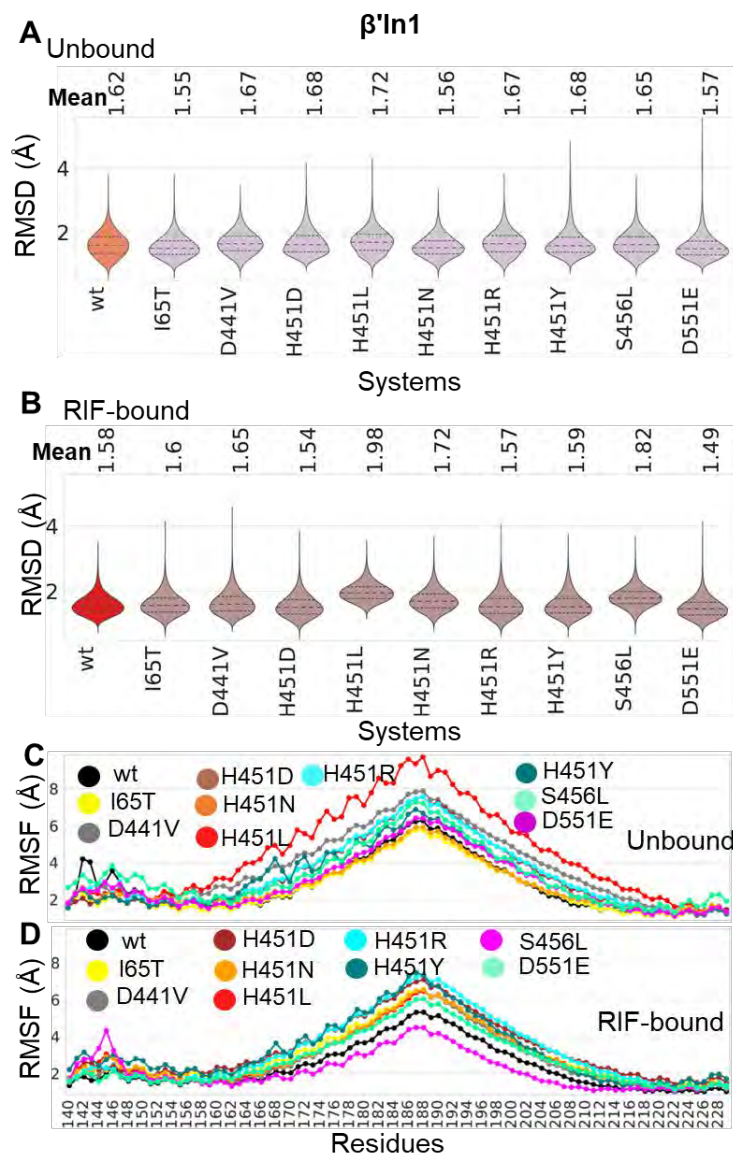 β'In1
A
Unbound
Mean 1.62 1.55 1.67 1.68 1.72 1.56 1.67 1.68 1.65 1.57
RMSD (Å)
4
2
wt I65T D441V H451D H451L H451N H451R H451Y S456L D551E
Systems
B
RIF-bound
Mean 1.58 1.6 1.65 1.54 1.98 1.72 1.57 1.59 1.82 1.49
RMSD (Å)
4
2
wt I65T D441V H451D H451L H451N H451R H451Y S456L D551E
Systems
C
wt H451D H451R H451Y
I65T H451N S456L
D441V H451L D551E
Unbound
RMSF (Å)
8
6
4
2
D
wt H451D H451R S456L
I65T H451N H451Y D551E
D441V H451L
RIF-bound
RMSF (Å)
8
6
4
2
140 142 144 146 148 150 152 154 156 158 160 162 164 166 168 170 172 174 176 178 180 182 184 186 188 190 192 194 196 198 200 202 204 206 208 210 212 214 216 218 220 222 224 226 228
Residues